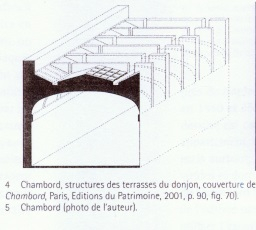 4 Chambord, structures des terrasses du donjon, couverture de
Chambord, Paris, Editions du Patrimoine, 2001, p. 90, fig. 70).
5 Chambord (photo de l'auteur).